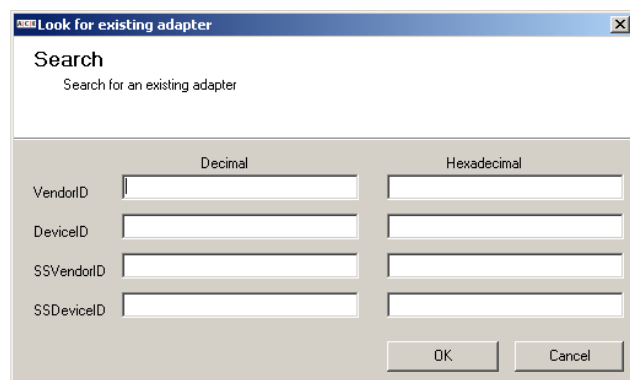 Look for existing adapter
Search
Search for an existing adapter
Decimal Hexadecimal
VendorID
DeviceID
SSVendorID
SSDeviceID
OK Cancel